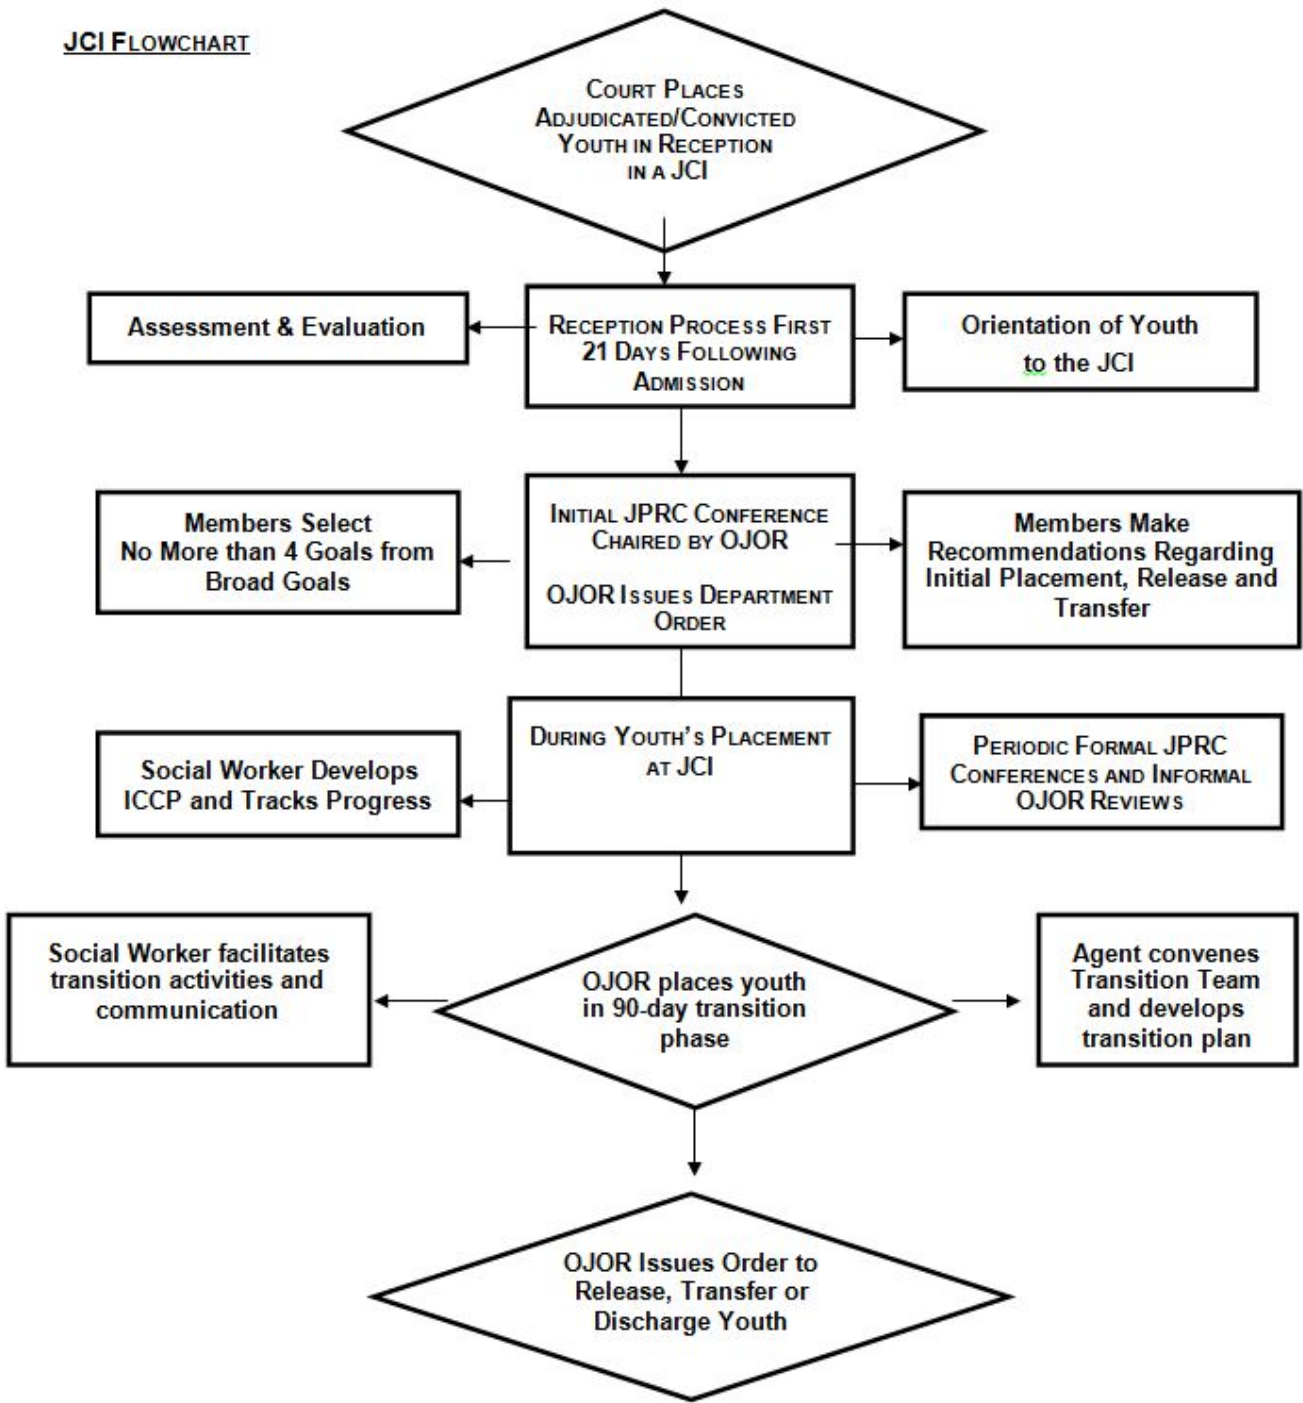 JCI FLOWCHART
COURT PLACES
ADJUDICATED/CONVICTED
YOUTH IN RECEPTION
IN A JCI
Assessment & Evaluation
RECEPTION PROCESS FIRST
21 DAYS FOLLOWING
ADMISSION
Orientation of Youth
to the JCI
Members Select
No More than 4 Goals from
Broad Goals
INITIAL JPRC CONFERENCE
CHAIRED BY OJOR
OJOR ISSUES DEPARTMENT
ORDER
Members Make
Recommendations Regarding
Initial Placement, Release and
Transfer
Social Worker Develops
ICCP and Tracks Progress
DURING YOUTH'S PLACEMENT
AT JCI
PERIODIC FORMAL JPRC
CONFERENCES AND INFORMAL
OJOR REVIEWS
Social Worker facilitates
transition activities and
communication
OJOR places youth
in 90-day transition
phase
Agent convenes
Transition Team
and develops
transition plan
OJOR Issues Order to
Release, Transfer or
Discharge Youth